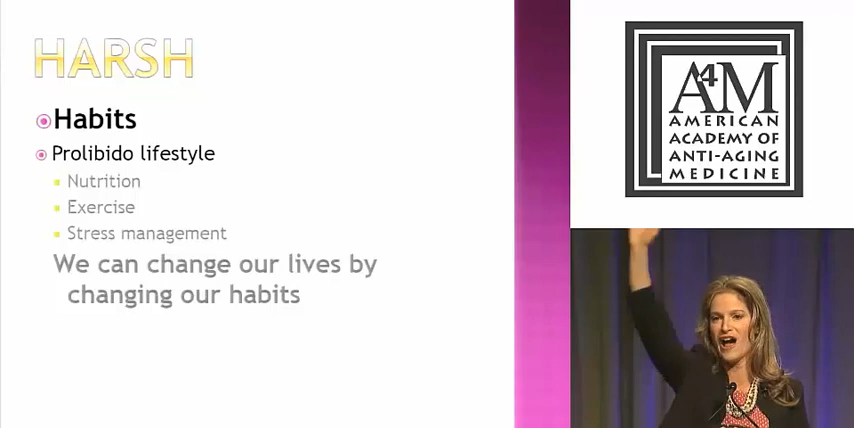 HARSH
Habits
Prolibido lifestyle
Nutrition
Exercise
Stress management
We can change our lives by
changing our habits
A4M
AMERICAN
ACADEMY OF
ANTI-AGING
MEDICINE